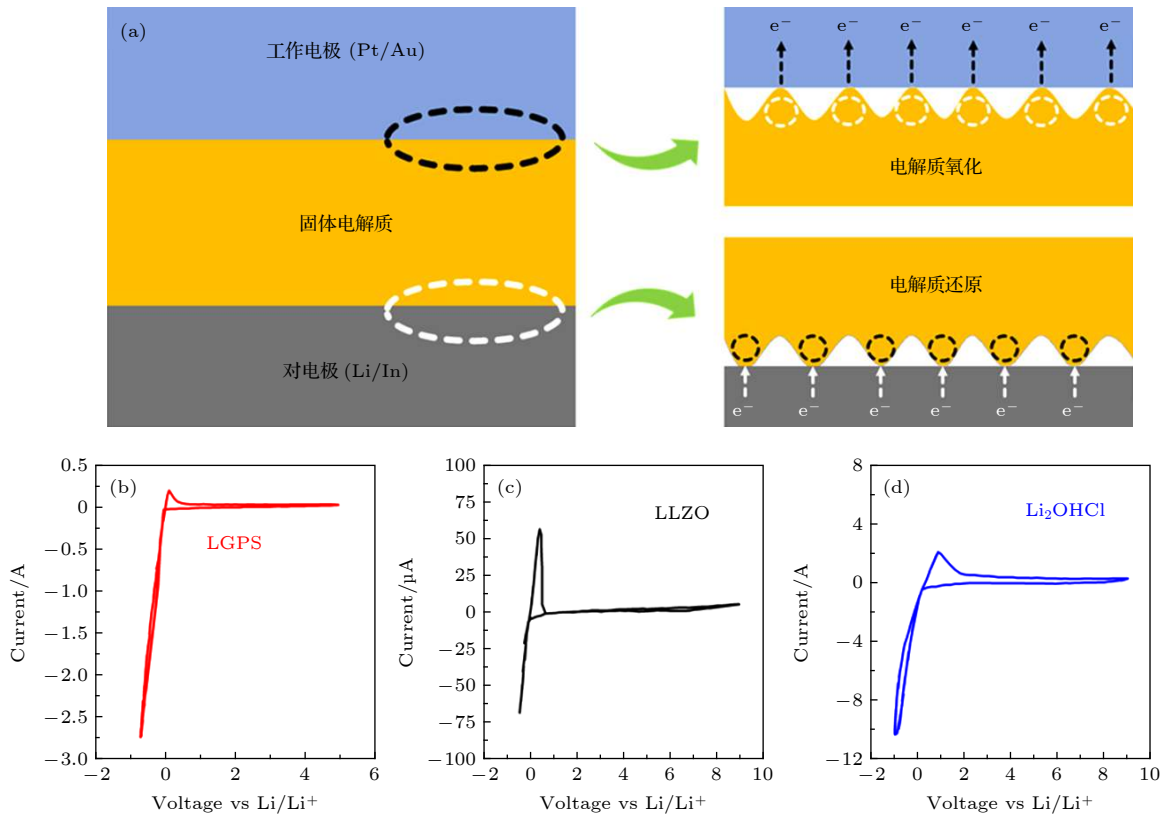 (a)
工作电极 (Pt/Au)
固体电解质
对电极 (Li/In)
e⁻ e⁻ e⁻ e⁻ e⁻ e⁻
电解质氧化
电解质还原
e⁻ e⁻ e⁻ e⁻ e⁻ e⁻
(b)
LGPS
Current/A
0.5
0
−0.5
−1.0
−1.5
−2.0
−2.5
−3.0
−2 0 2 4 6
Voltage vs Li/Li⁺
(c)
LLZO
Current/μA
100
75
50
25
0
−25
−50
−75
−100
−2 0 2 4 6 8 10
Voltage vs Li/Li⁺
(d)
Li₂OHCl
Current/A
8
4
0
−4
−8
−12
−2 0 2 4 6 8 10
Voltage vs Li/Li⁺